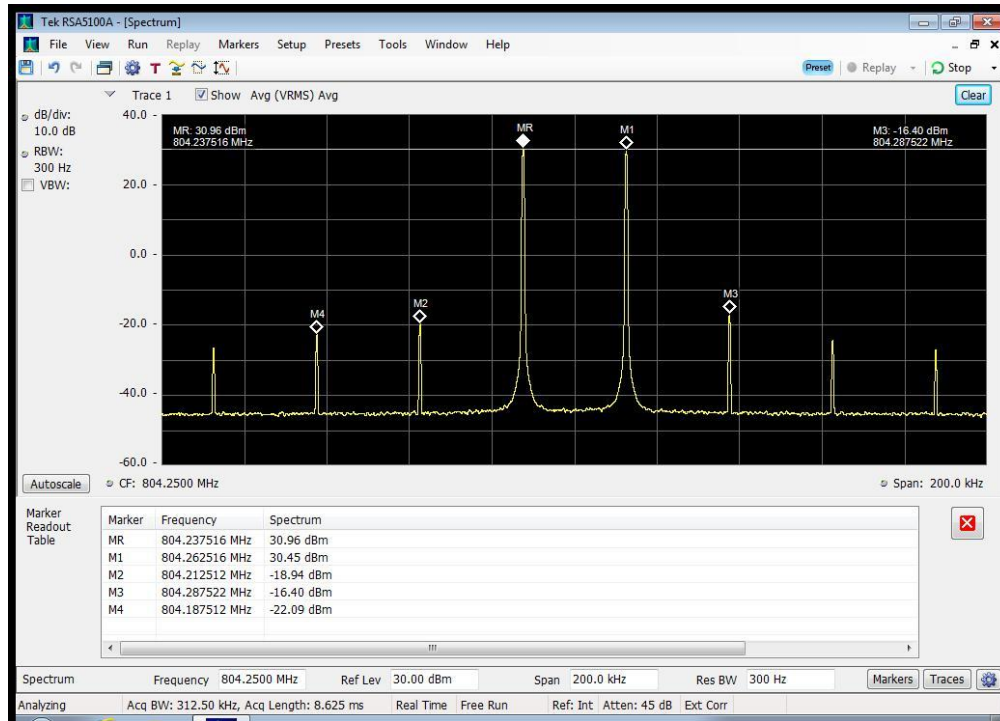 Tek RSA5100A - [Spectrum]
File View Run Replay Markers Setup Presets Tools Window Help
T Preset Replay Stop
Trace 1 Show Avg (VRMS) Avg Clear
dB/div:
10.0 dB
RBW:
300 Hz
VBW:
40.0
20.0
0.0
-20.0
-40.0
-60.0
MR: 30.96 dBm
804.237516 MHz
MR
M1
M3: -16.40 dBm
804.287522 MHz
M4
M2
M3
Autoscale CF: 804.2500 MHz Span: 200.0 kHz
Marker
Readout
Table
Marker Frequency Spectrum
MR 804.237516 MHz 30.96 dBm
M1 804.262516 MHz 30.45 dBm
M2 804.212512 MHz -18.94 dBm
M3 804.287522 MHz -16.40 dBm
M4 804.187512 MHz -22.09 dBm
Spectrum Frequency 804.2500 MHz Ref Lev 30.00 dBm Span 200.0 kHz Res BW 300 Hz Markers Traces
Analyzing Acq BW: 312.50 kHz, Acq Length: 8.625 ms Real Time Free Run Ref: Int Atten: 45 dB Ext Corr